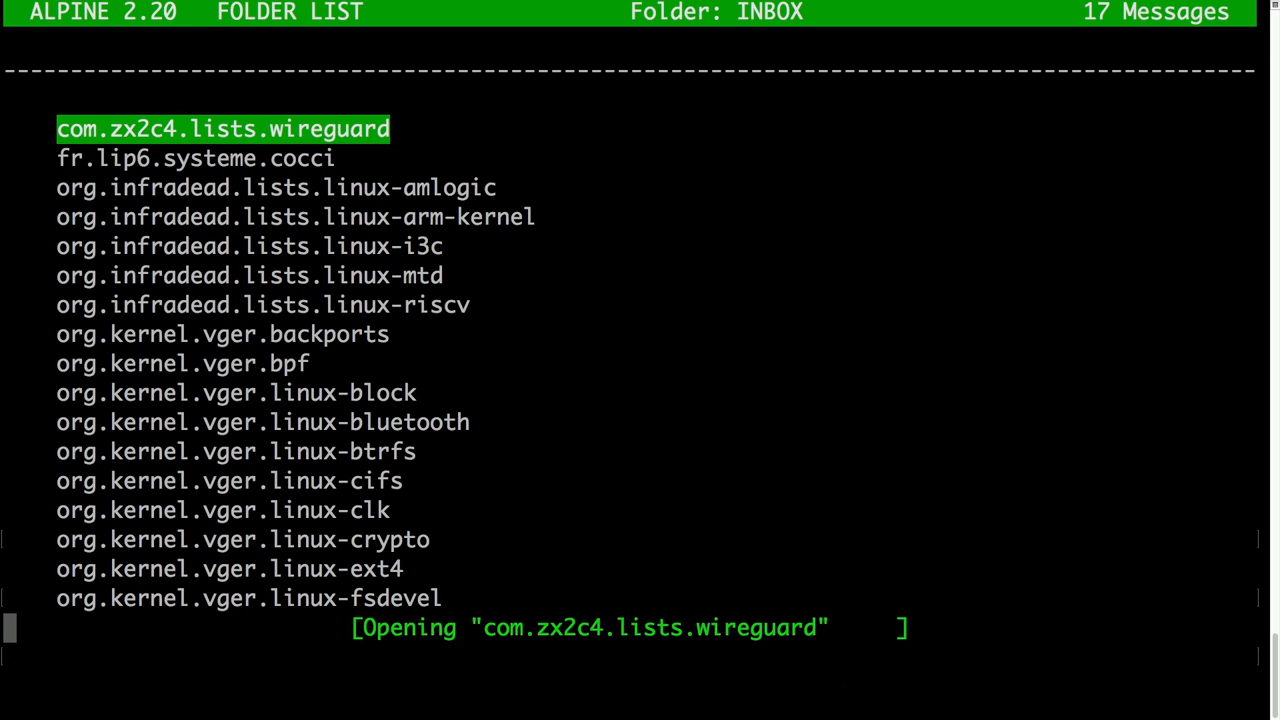 ALPINE 2.20   FOLDER LIST                    Folder: INBOX                     17 Messages
----------------------------------------------------------------------------------------------
com.zx2c4.lists.wireguard
fr.lip6.systeme.cocci
org.infradead.lists.linux-amlogic
org.infradead.lists.linux-arm-kernel
org.infradead.lists.linux-i3c
org.infradead.lists.linux-mtd
org.infradead.lists.linux-riscv
org.kernel.vger.backports
org.kernel.vger.bpf
org.kernel.vger.linux-block
org.kernel.vger.linux-bluetooth
org.kernel.vger.linux-btrfs
org.kernel.vger.linux-cifs
org.kernel.vger.linux-clk
org.kernel.vger.linux-crypto
org.kernel.vger.linux-ext4
org.kernel.vger.linux-fsdevel
[Opening "com.zx2c4.lists.wireguard"     ]